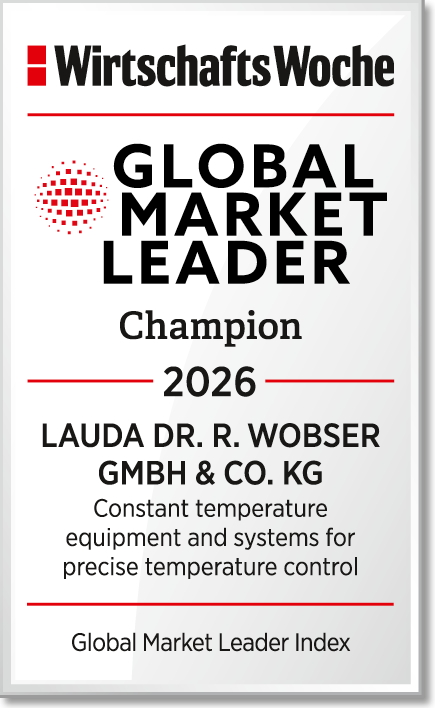 WirtschaftsWoche
GLOBAL
MARKET
LEADER
Champion
2026
LAUDA DR. R. WOBSER
GMBH & CO. KG
Constant temperature
equipment and systems for
precise temperature control
Global Market Leader Index